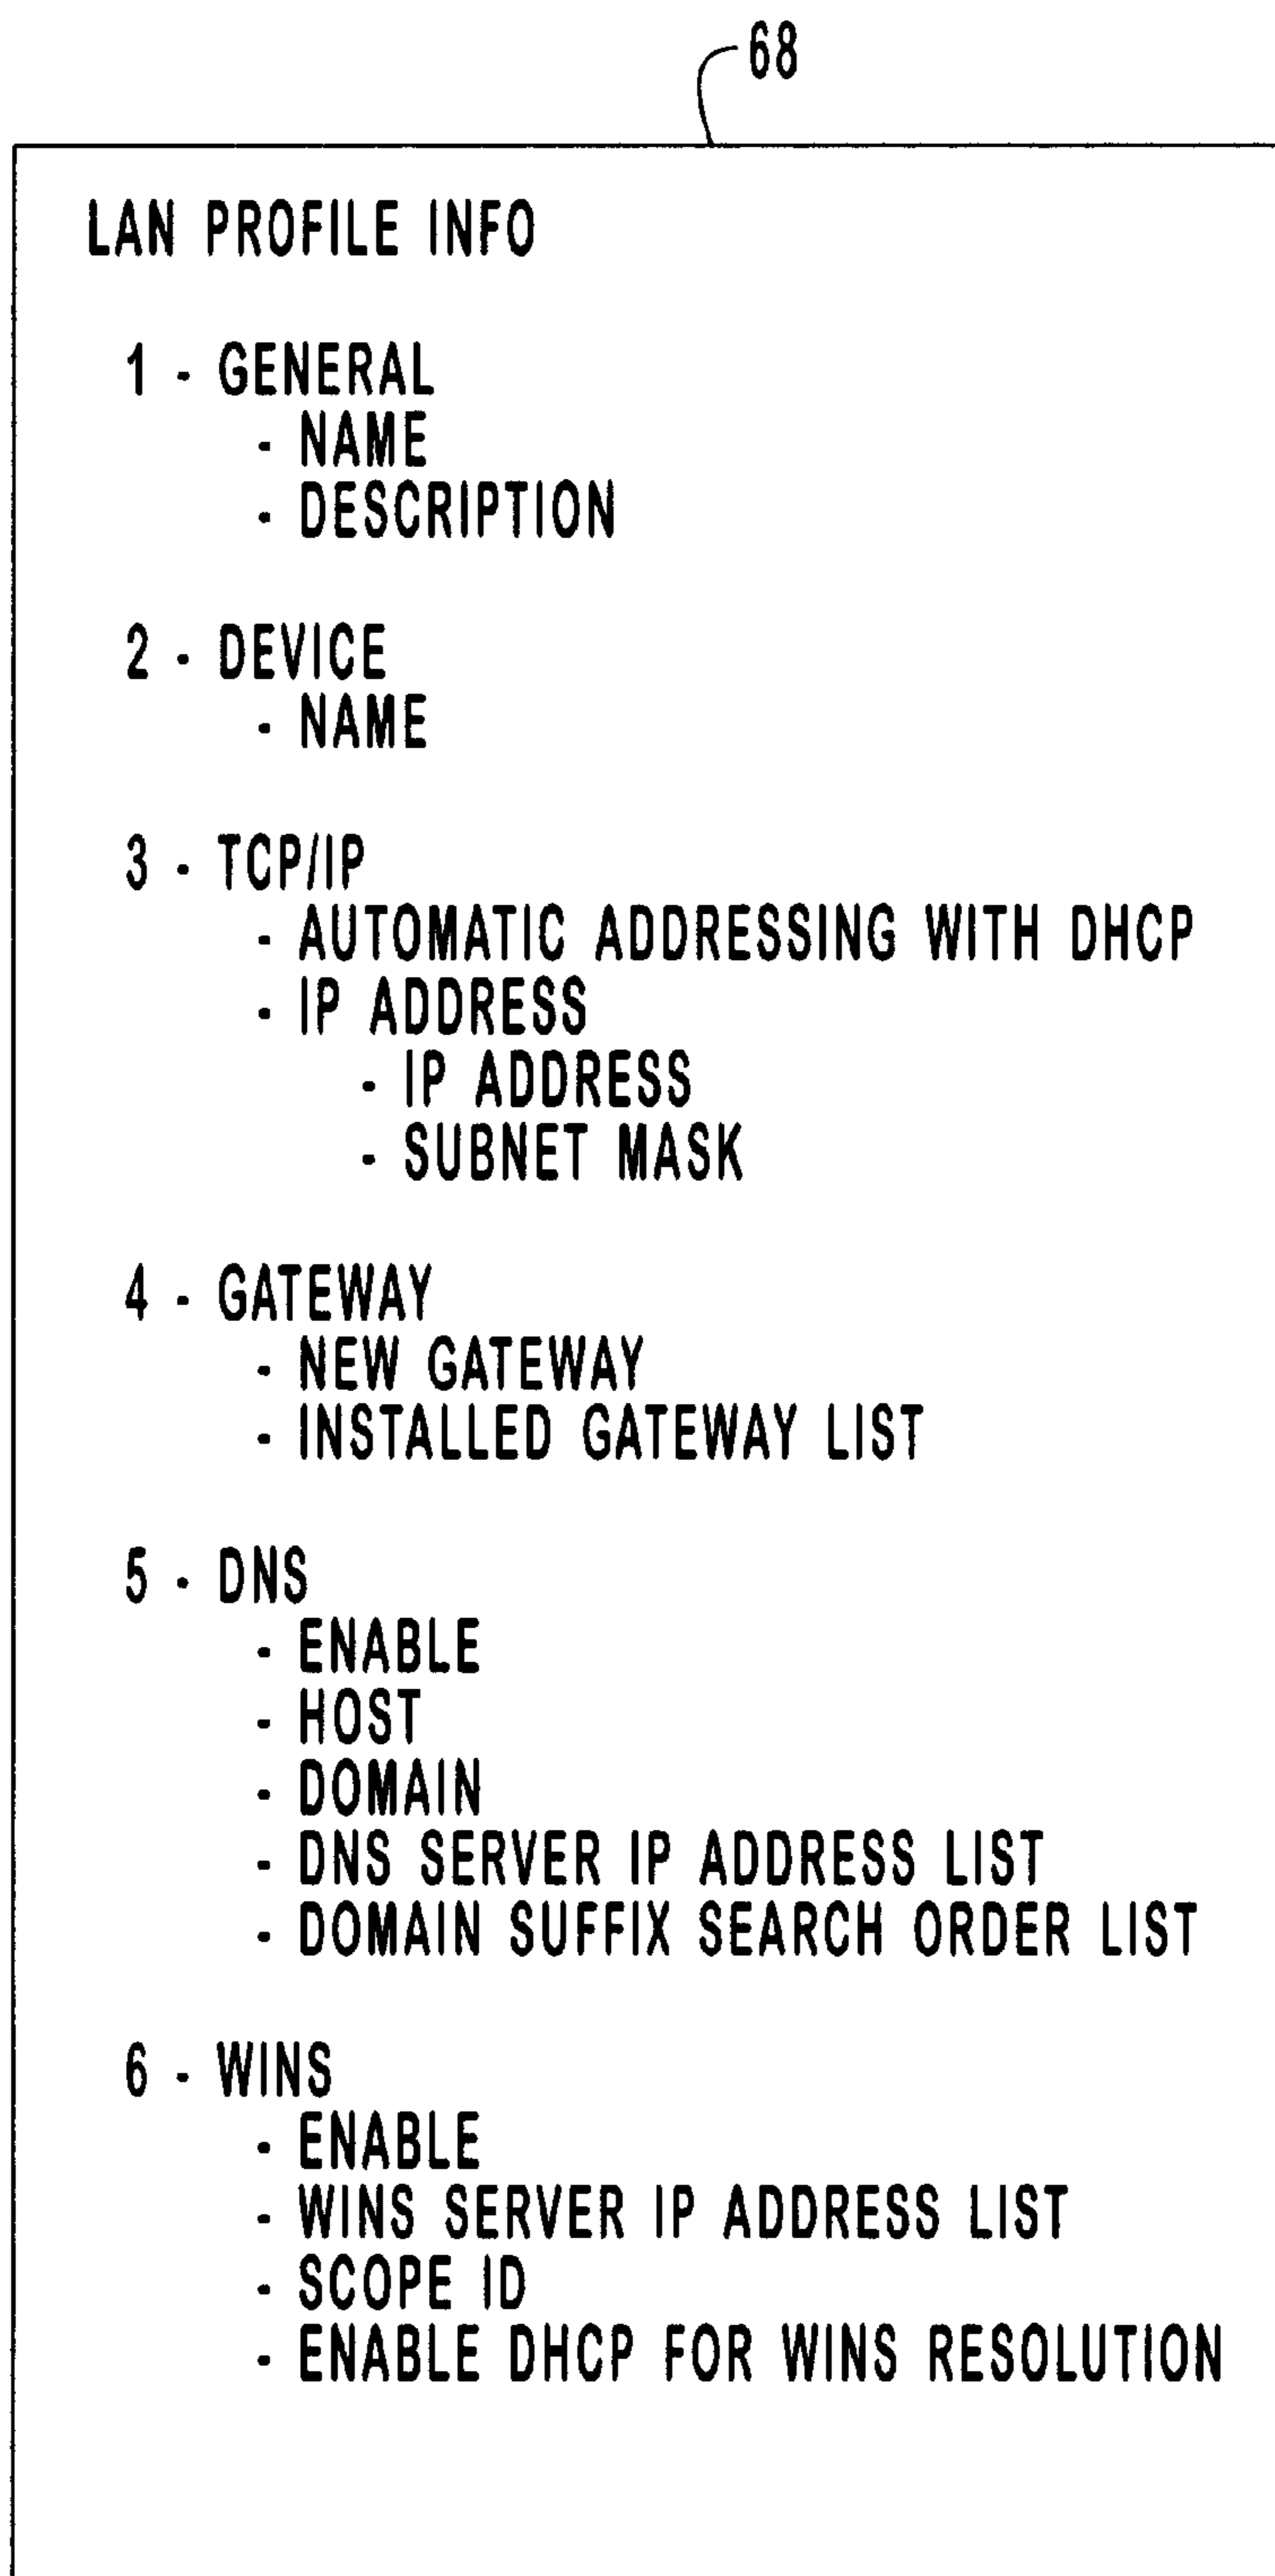 68
LAN PROFILE INFO
1 - GENERAL
- NAME
- DESCRIPTION
2 - DEVICE
- NAME
3 - TCP/IP
- AUTOMATIC ADDRESSING WITH DHCP
- IP ADDRESS
- IP ADDRESS
- SUBNET MASK
4 - GATEWAY
- NEW GATEWAY
- INSTALLED GATEWAY LIST
5 - DNS
- ENABLE
- HOST
- DOMAIN
- DNS SERVER IP ADDRESS LIST
- DOMAIN SUFFIX SEARCH ORDER LIST
6 - WINS
- ENABLE
- WINS SERVER IP ADDRESS LIST
- SCOPE ID
- ENABLE DHCP FOR WINS RESOLUTION